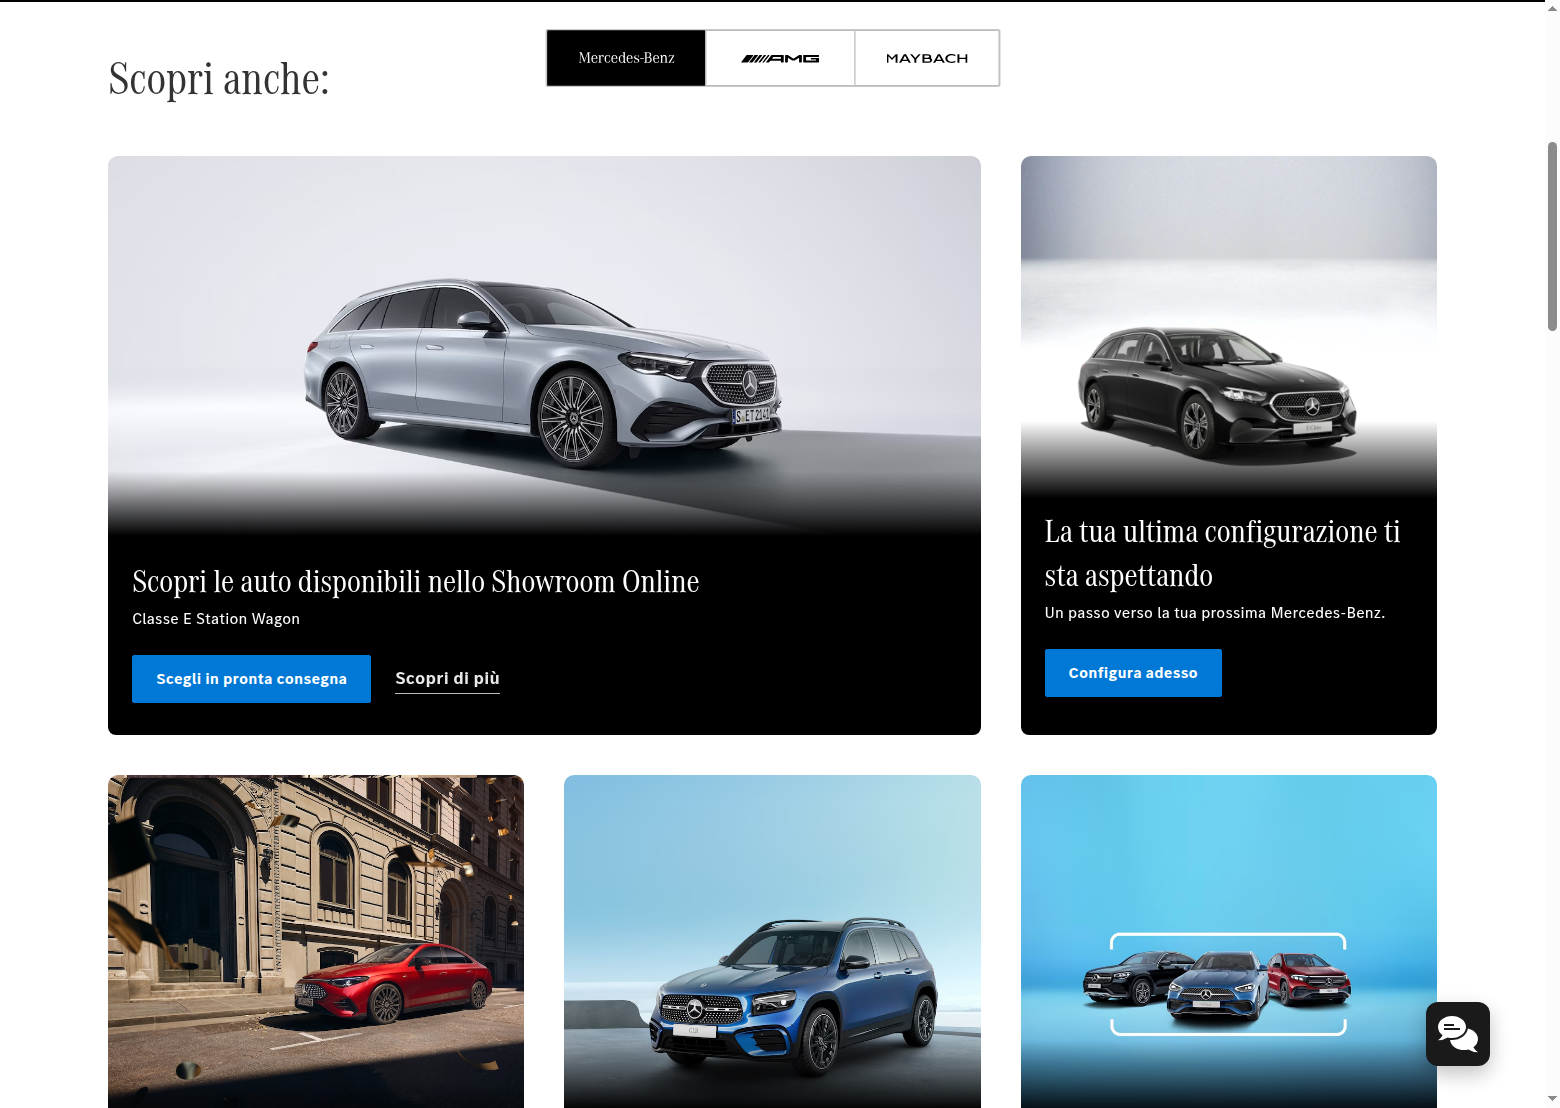 Scopri anche:
Mercedes-Benz
AMG
MAYBACH
S ET2141
Scopri le auto disponibili nello Showroom Online
Classe E Station Wagon
Scegli in pronta consegna
Scopri di più
La tua ultima configurazione ti
sta aspettando
Un passo verso la tua prossima Mercedes-Benz.
Configura adesso
GLB